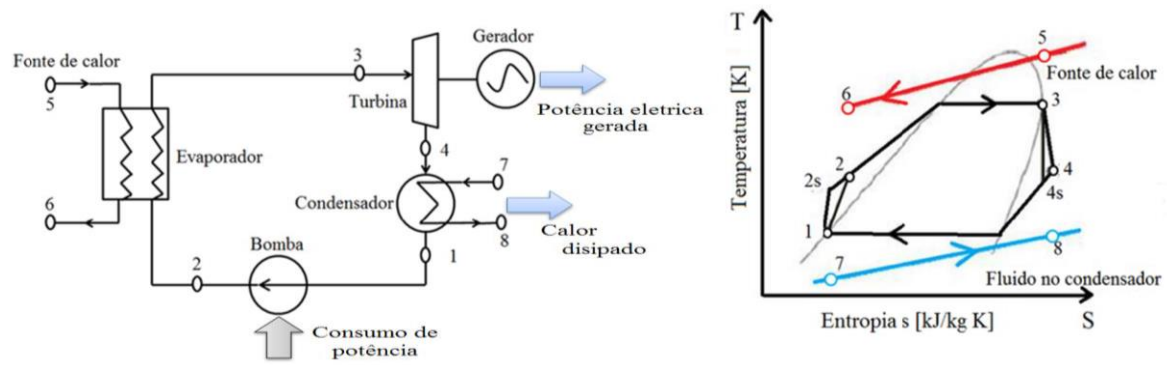 Fonte de calor
5
6
Evaporador
3
Turbina
Gerador
Potência eletrica
gerada
4
7
Condensador
8
Calor
disipado
1
Bomba
2
Consumo de
potência
T
Temperatura [K]
5
Fonte de calor
6
3
2
2s
4
4s
1
7
8
Fluido no condensador
Entropia s [kJ/kg K]
S